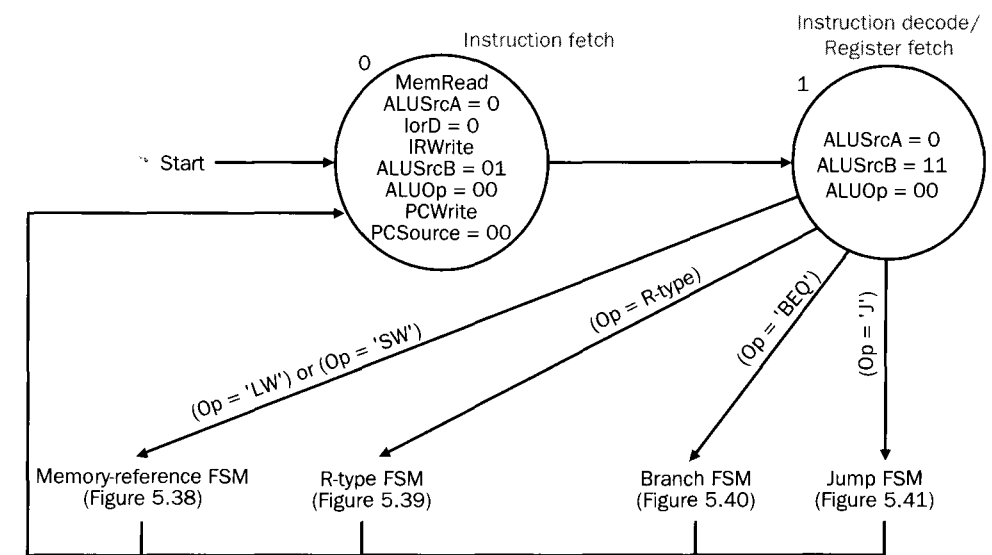 Instruction fetch
Instruction decode/
Register fetch
0
MemRead
ALUSrcA = 0
IorD = 0
IRWrite
ALUSrcB = 01
ALUOp = 00
PCWrite
PCSource = 00
Start
1
ALUSrcA = 0
ALUSrcB = 11
ALUOp = 00
(Op = 'LW') or (Op = 'SW')
(Op = R-type)
(Op = 'BEQ')
(Op = 'J')
Memory-reference FSM
(Figure 5.38)
R-type FSM
(Figure 5.39)
Branch FSM
(Figure 5.40)
Jump FSM
(Figure 5.41)